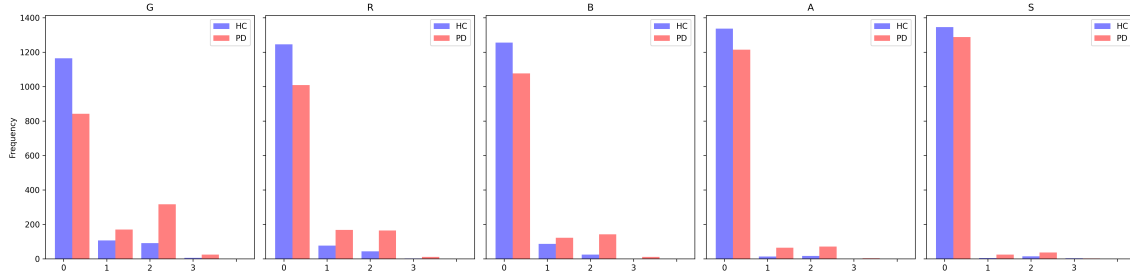 G R B A S
1400 HC HC HC HC HC
PD PD PD PD PD
1200
1000
800
Frequency
600
400
200
0
0 1 2 3 0 1 2 3 0 1 2 3 0 1 2 3 0 1 2 3